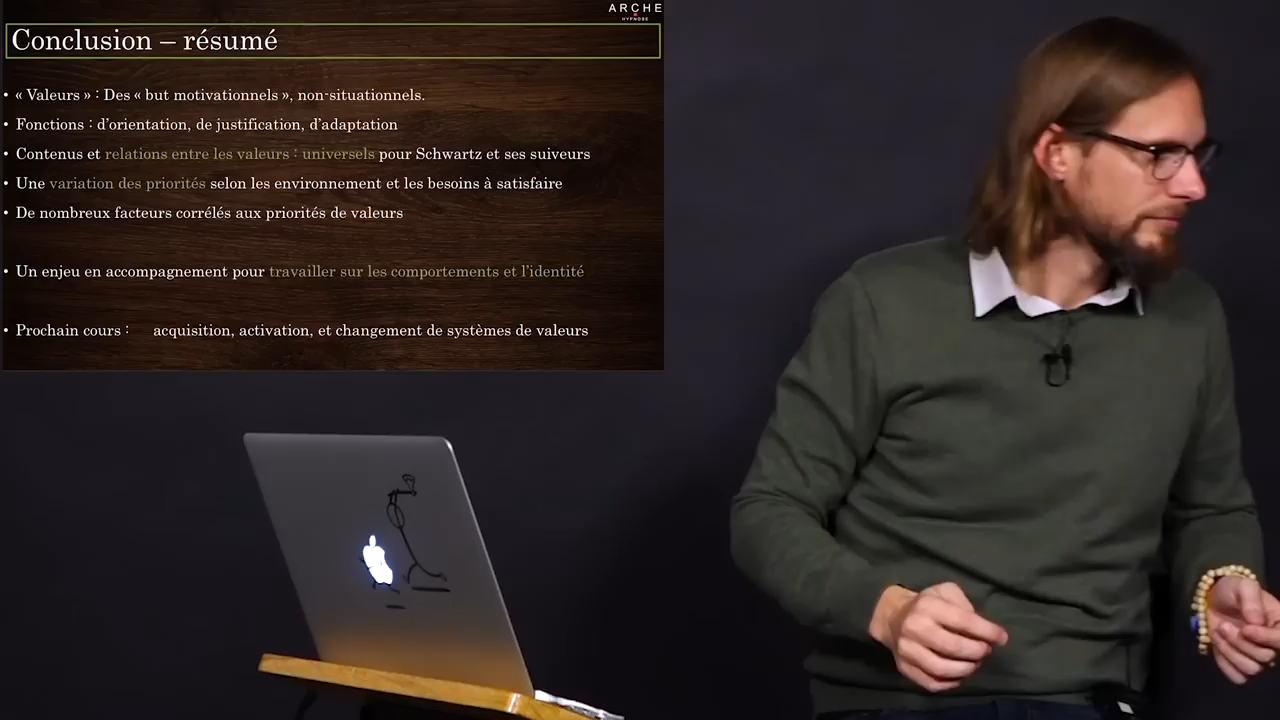 ARCHE
HYPNOSE
Conclusion – résumé
• « Valeurs » : Des « but motivationnels », non-situationnels.
• Fonctions : d’orientation, de justification, d’adaptation
• Contenus et relations entre les valeurs : universels pour Schwartz et ses suiveurs
• Une variation des priorités selon les environnement et les besoins à satisfaire
• De nombreux facteurs corrélés aux priorités de valeurs
• Un enjeu en accompagnement pour travailler sur les comportements et l’identité
• Prochain cours : acquisition, activation, et changement de systèmes de valeurs